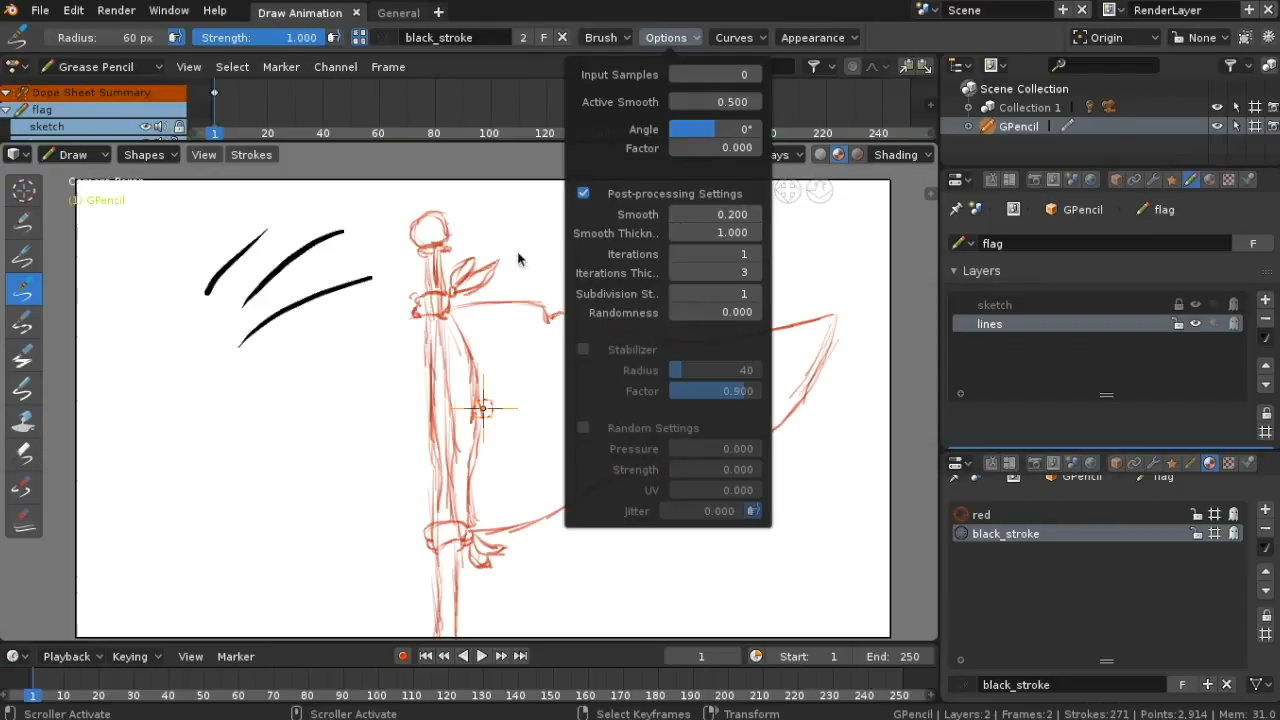 File Edit Render Window Help Draw Animation General Scene RenderLayer
Radius: 60 px Strength: 1.000 black_stroke 2 F Brush Options Curves Appearance Origin None
Grease Pencil View Select Marker Channel Frame
Dope Sheet Summary
flag
sketch
1 20 40 60 80 100 120 220 240
Draw Shapes View Strokes Shading
(1) GPencil
Input Samples 0
Active Smooth 0.500
Angle 0°
Factor 0.000
Post-processing Settings
Smooth 0.200
Smooth Thickn.. 1.000
Iterations 1
Iterations Thic.. 3
Subdivision St.. 1
Randomness 0.000
Stabilizer
Radius 40
Factor 0.900
Random Settings
Pressure 0.000
Strength 0.000
UV 0.000
Jitter 0.000
Scene Collection
Collection 1
GPencil
GPencil flag
flag F
Layers
sketch
lines
GPencil flag
red
black_stroke
black_stroke F
Playback Keying View Marker 1 Start: 1 End: 250
1 10 20 30 40 50 60 70 80 90 100 110 120 130 140 150 160 170 180 190 200 210 220 230 240 250
Scroller Activate Scroller Activate Select Keyframes Transform GPencil | Layers:2 | Frames:2 | Strokes:271 | Points:2,914 | Mem: 31.0